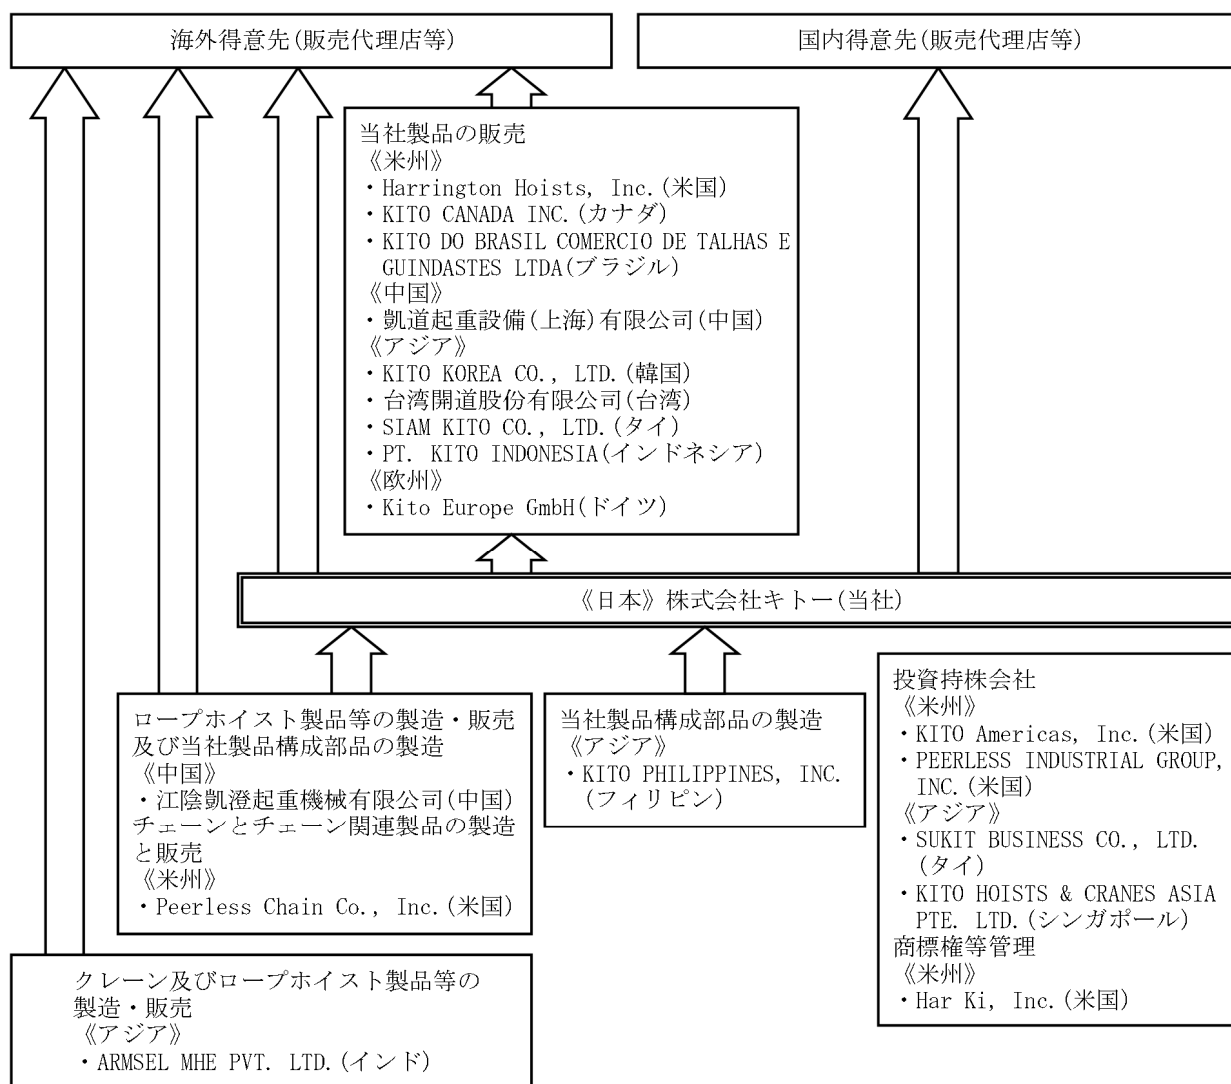 海外得意先(販売代理店等)
国内得意先(販売代理店等)
当社製品の販売
《米州》
・Harrington Hoists, Inc.(米国)
・KITO CANADA INC.(カナダ)
・KITO DO BRASIL COMERCIO DE TALHAS E
GUINDASTES LTDA(ブラジル)
《中国》
・凱道起重設備(上海)有限公司(中国)
《アジア》
・KITO KOREA CO., LTD.(韓国)
・台湾開道股份有限公司(台湾)
・SIAM KITO CO., LTD.(タイ)
・PT. KITO INDONESIA(インドネシア)
《欧州》
・Kito Europe GmbH(ドイツ)
《日本》株式会社キトー(当社)
ロープホイスト製品等の製造・販売
及び当社製品構成部品の製造
《中国》
・江陰凱澄起重機械有限公司(中国)
チェーンとチェーン関連製品の製造
と販売
《米州》
・Peerless Chain Co., Inc.(米国)
当社製品構成部品の製造
《アジア》
・KITO PHILIPPINES, INC.
(フィリピン)
投資持株会社
《米州》
・KITO Americas, Inc.(米国)
・PEERLESS INDUSTRIAL GROUP,
INC.(米国)
《アジア》
・SUKIT BUSINESS CO., LTD.
(タイ)
・KITO HOISTS & CRANES ASIA
PTE. LTD.(シンガポール)
商標権等管理
《米州》
・Har Ki, Inc.(米国)
クレーン及びロープホイスト製品等の
製造・販売
《アジア》
・ARMSEL MHE PVT. LTD.(インド)